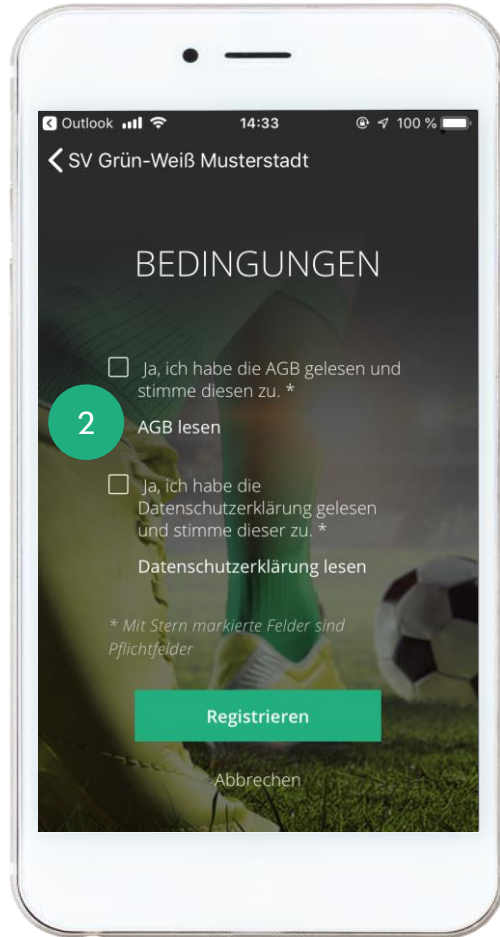 Outlook 14:33 100 %
SV Grün-Weiß Musterstadt
BEDINGUNGEN
Ja, ich habe die AGB gelesen und
stimme diesen zu. *
2
AGB lesen
Ja, ich habe die
Datenschutzerklärung gelesen
und stimme dieser zu. *
Datenschutzerklärung lesen
* Mit Stern markierte Felder sind
Pflichtfelder
Registrieren
Abbrechen